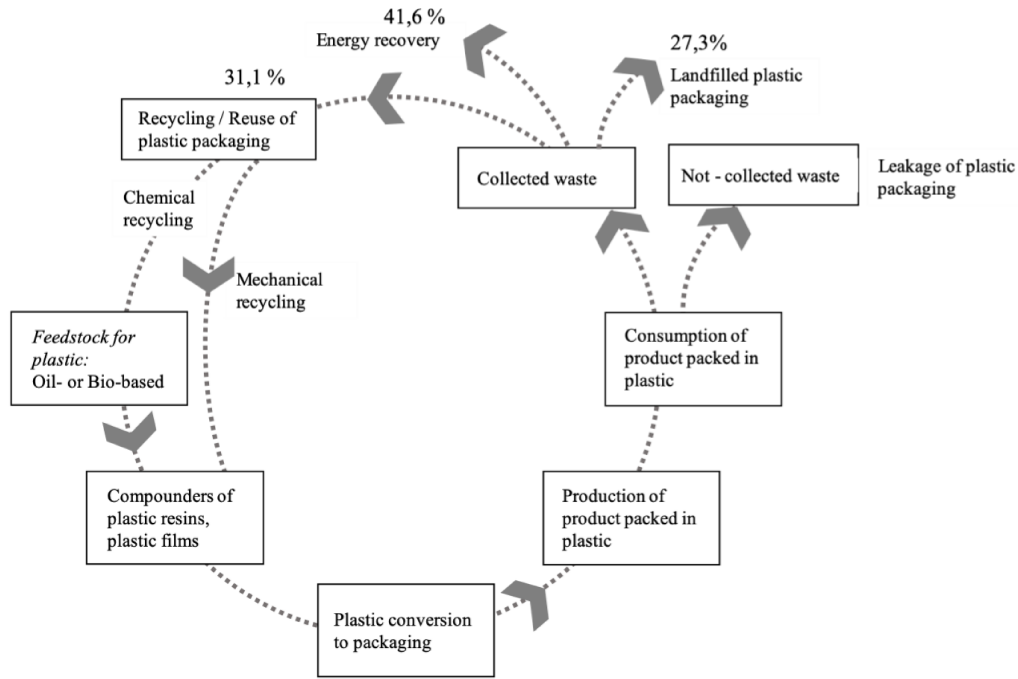 41,6 %
Energy recovery
27,3%
Landfilled plastic
packaging
31,1 %
Recycling / Reuse of
plastic packaging
Collected waste
Not - collected waste
Leakage of plastic
packaging
Chemical
recycling
Mechanical
recycling
Feedstock for
plastic:
Oil- or Bio-based
Consumption of
product packed in
plastic
Compounders of
plastic resins,
plastic films
Production of
product packed in
plastic
Plastic conversion
to packaging